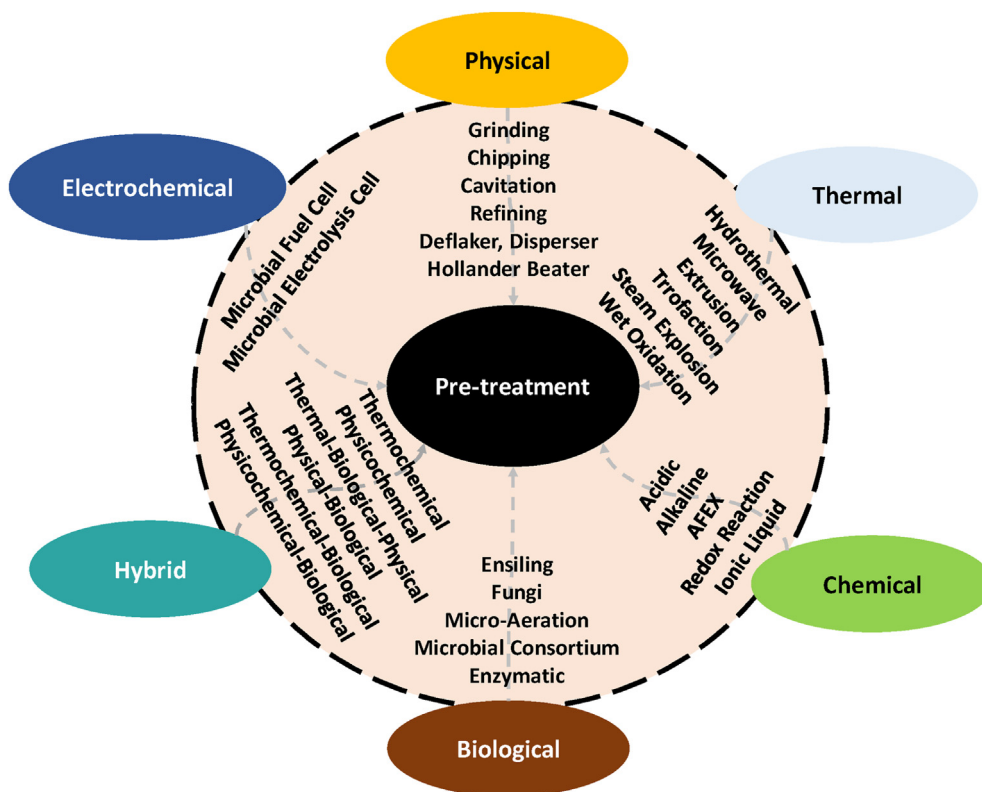 Physical
Grinding
Chipping
Cavitation
Refining
Deflaker, Disperser
Hollander Beater
Electrochemical
Microbial Fuel Cell
Microbial Electrolysis Cell
Thermal
Hydrothermal
Microwave
Extrusion
Trrofaction
Steam Explosion
Wet Oxidation
Pre-treatment
Hybrid
Thermochemical
Physicochemical
Thermal-Biological-Physical
Physical-Biological
Thermochemical-Biological
Physicochemical-Biological
Chemical
Acidic
Alkaline
AFEX
Redox Reaction
Ionic Liquid
Ensiling
Fungi
Micro-Aeration
Microbial Consortium
Enzymatic
Biological